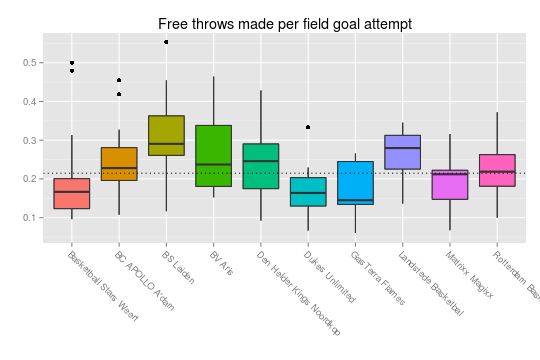 Free throws made per field goal attempt
0.5
0.4
0.3
0.2
0.1
Basketball Stars Weert
BC APOLLO A'dam
BS Leiden
BV Aris
Den Helder Kings Noordkop
Dukes Unlimited
GasTerra Flames
Landstede Basketbal
Matrixx Magixx
Rotterdam Bas